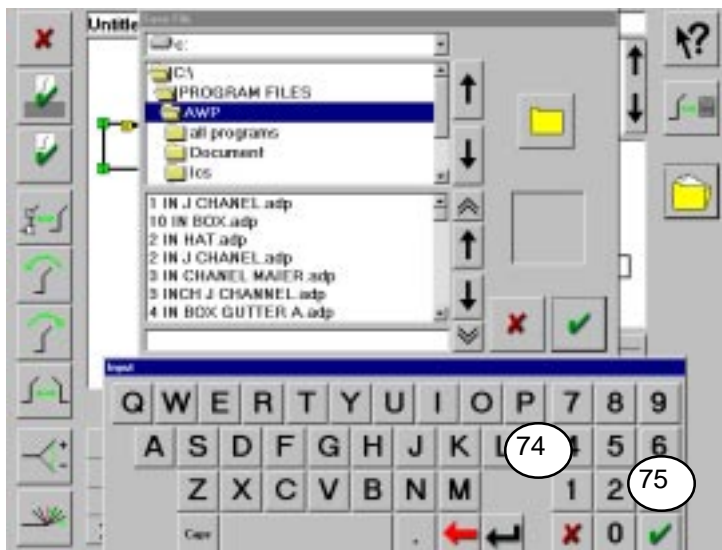 Untitle
Save File
c:
C:\
PROGRAM FILES
AWP
all programs
Document
Ics
1 IN J CHANEL.adp
10 IN BOX.adp
2 IN HAT.adp
2 IN J CHANEL.adp
3 IN CHANEL MAIER.adp
3 INCH J CHANNEL.adp
4 IN BOX GUTTER A.adp
Input
Q W E R T Y U I O P 7 8 9
A S D F G H J K L 74 4 5 6
Z X C V B N M 1 2 75
Caps . 0